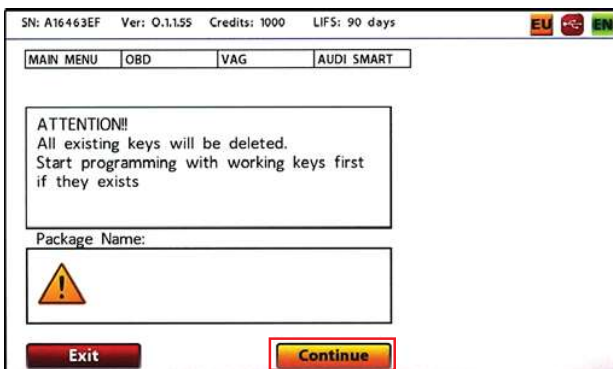 SN: A16463EF Ver: 0.1.1.55 Credits: 1000 LIFS: 90 days EU EN
MAIN MENU OBD VAG AUDI SMART
ATTENTION!!
All existing keys will be deleted.
Start programming with working keys first
if they exists
Package Name:
Exit Continue